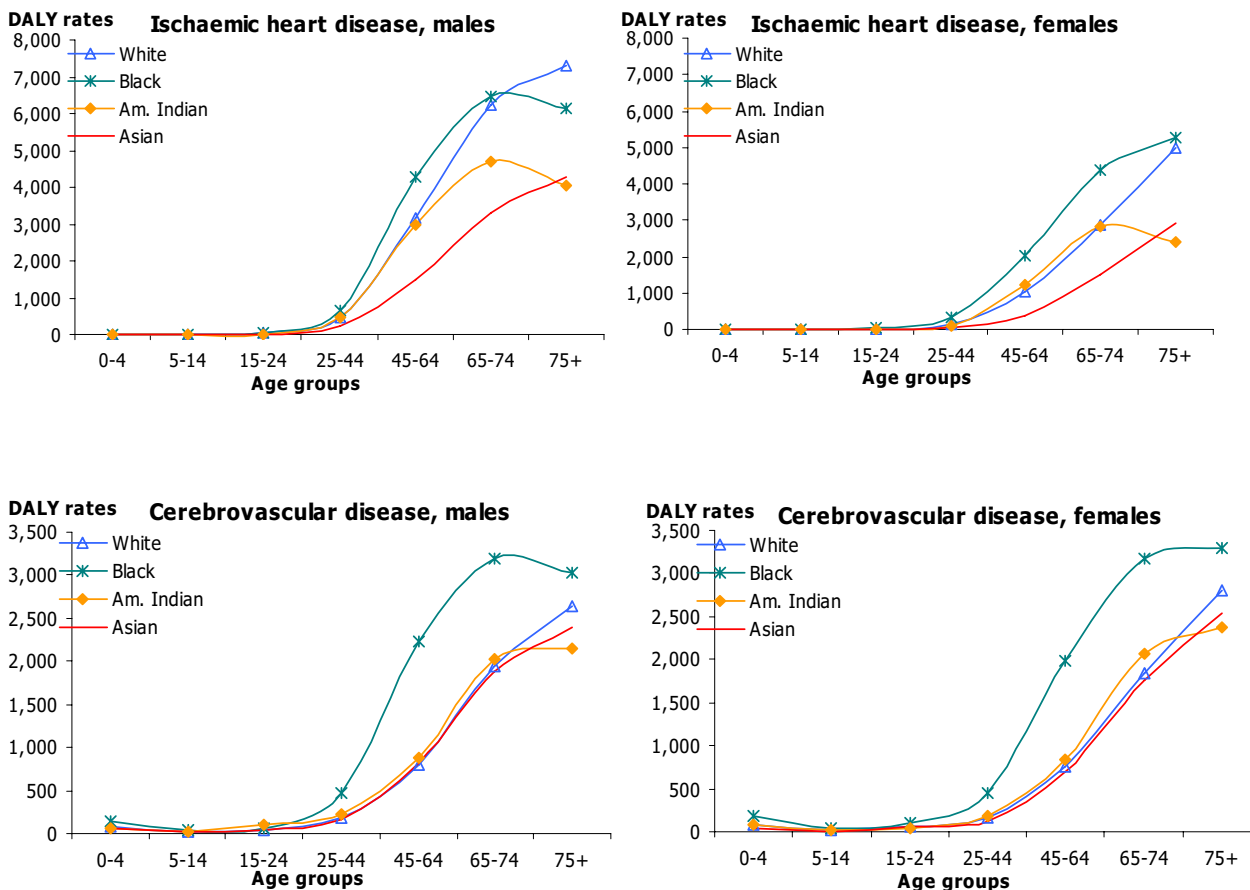 DALY rates
Ischaemic heart disease, males
8,000
7,000
6,000
5,000
4,000
3,000
2,000
1,000
0
White
Black
Am. Indian
Asian
0-4 5-14 15-24 25-44 45-64 65-74 75+
Age groups
DALY rates
Ischaemic heart disease, females
8,000
7,000
6,000
5,000
4,000
3,000
2,000
1,000
0
White
Black
Am. Indian
Asian
0-4 5-14 15-24 25-44 45-64 65-74 75+
Age groups
DALY rates
Cerebrovascular disease, males
3,500
3,000
2,500
2,000
1,500
1,000
500
0
White
Black
Am. Indian
Asian
0-4 5-14 15-24 25-44 45-64 65-74 75+
Age groups
DALY rates
Cerebrovascular disease, females
3,500
3,000
2,500
2,000
1,500
1,000
500
0
White
Black
Am. Indian
Asian
0-4 5-14 15-24 25-44 45-64 65-74 75+
Age groups